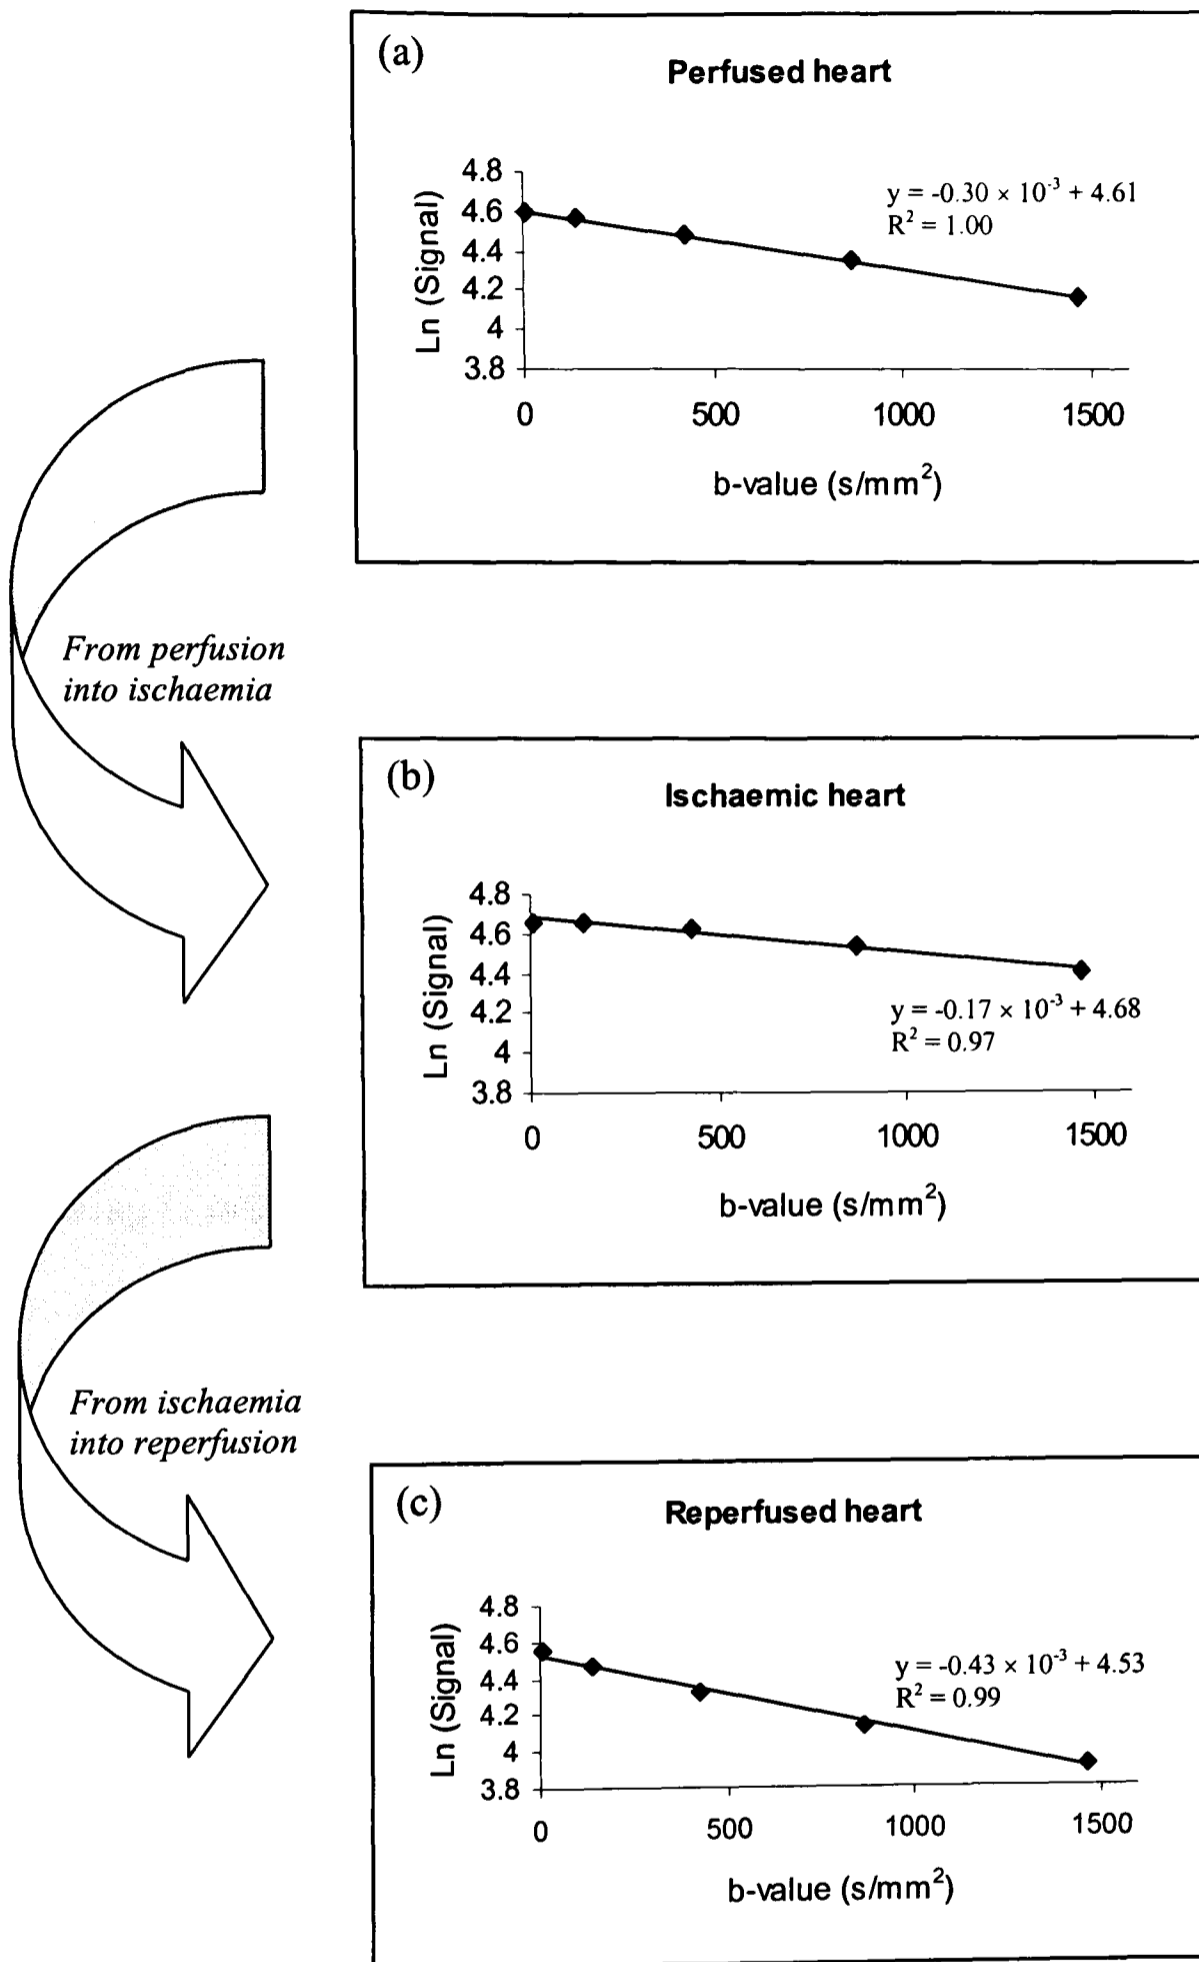 (a)
Perfused heart
4.8
4.6
4.4
4.2
4
3.8
Ln (Signal)
y = -0.30 × 10⁻³ + 4.61
R² = 1.00
0 500 1000 1500
b-value (s/mm²)
From perfusion
into ischaemia
(b)
Ischaemic heart
4.8
4.6
4.4
4.2
4
3.8
Ln (Signal)
y = -0.17 × 10⁻³ + 4.68
R² = 0.97
0 500 1000 1500
b-value (s/mm²)
From ischaemia
into reperfusion
(c)
Reperfused heart
4.8
4.6
4.4
4.2
4
3.8
Ln (Signal)
y = -0.43 × 10⁻³ + 4.53
R² = 0.99
0 500 1000 1500
b-value (s/mm²)